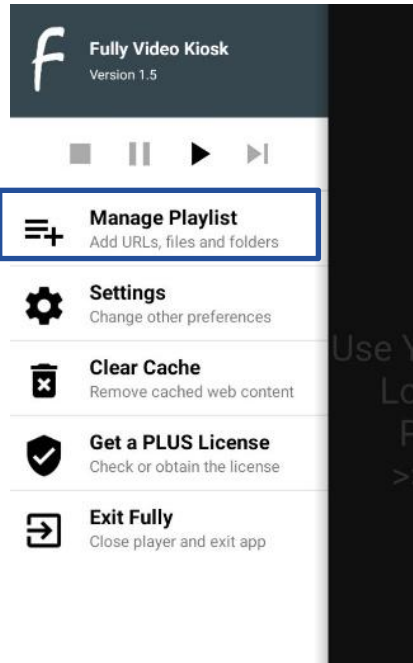 Fully Video Kiosk
Version 1.5
Manage Playlist
Add URLs, files and folders
Settings
Change other preferences
Use
Clear Cache
Remove cached web content
Get a PLUS License
Check or obtain the license
>
Exit Fully
Close player and exit app